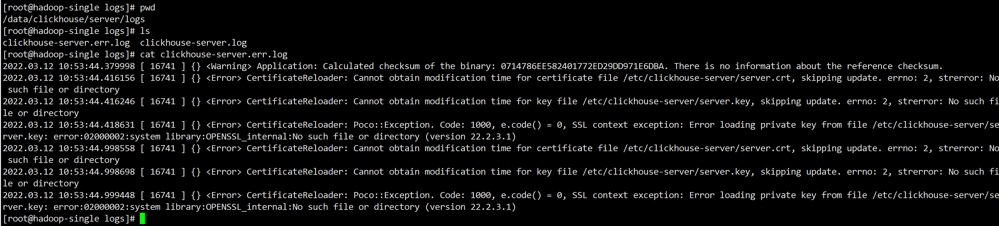 [root@hadoop-single logs]# pwd
/data/clickhouse/server/logs
[root@hadoop-single logs]# ls
clickhouse-server.err.log  clickhouse-server.log
[root@hadoop-single logs]# cat clickhouse-server.err.log
2022.03.12 10:53:44.379998 [ 16741 ] {} <Warning> Application: Calculated checksum of the binary: 0714786EE582401772ED29DD971E6DBA. There is no information about the reference checksum.
2022.03.12 10:53:44.416156 [ 16741 ] {} <Error> CertificateReloader: Cannot obtain modification time for certificate file /etc/clickhouse-server/server.crt, skipping update. errno: 2, strerror: No
 such file or directory
2022.03.12 10:53:44.416246 [ 16741 ] {} <Error> CertificateReloader: Cannot obtain modification time for key file /etc/clickhouse-server/server.key, skipping update. errno: 2, strerror: No such fi
le or directory
2022.03.12 10:53:44.418631 [ 16741 ] {} <Error> CertificateReloader: Poco::Exception. Code: 1000, e.code() = 0, SSL context exception: Error loading private key from file /etc/clickhouse-server/se
rver.key: error:02000002:system library:OPENSSL_internal:No such file or directory (version 22.2.3.1)
2022.03.12 10:53:44.998558 [ 16741 ] {} <Error> CertificateReloader: Cannot obtain modification time for certificate file /etc/clickhouse-server/server.crt, skipping update. errno: 2, strerror: No
 such file or directory
2022.03.12 10:53:44.998698 [ 16741 ] {} <Error> CertificateReloader: Cannot obtain modification time for key file /etc/clickhouse-server/server.key, skipping update. errno: 2, strerror: No such fi
le or directory
2022.03.12 10:53:44.999448 [ 16741 ] {} <Error> CertificateReloader: Poco::Exception. Code: 1000, e.code() = 0, SSL context exception: Error loading private key from file /etc/clickhouse-server/se
rver.key: error:02000002:system library:OPENSSL_internal:No such file or directory (version 22.2.3.1)
[root@hadoop-single logs]#